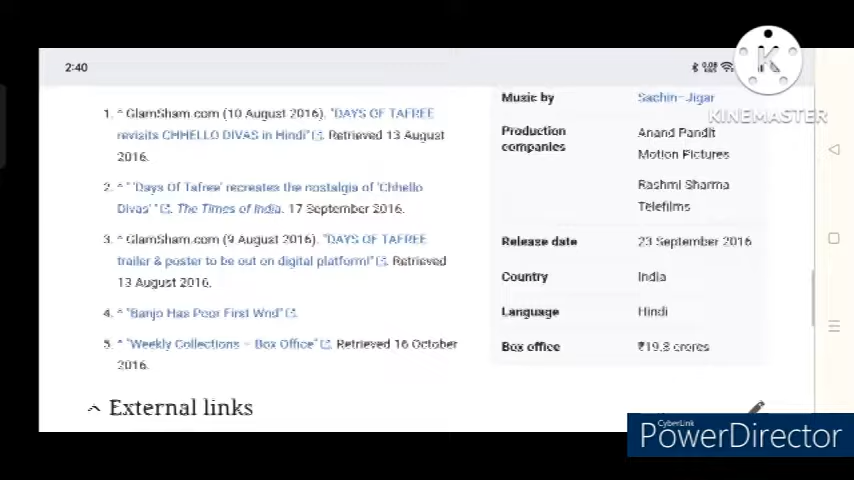 2:40
KINEMASTER
1. ^ GlamSham.com (10 August 2016). "DAYS OF TAFREE
revisits CHHELLO DIVAS in Hindi". Retrieved 13 August
2016.
2. ^ "'Days Of Tafree' recreates the nostalgia of 'Chhello
Divas' ". The Times of India. 17 September 2016.
3. ^ GlamSham.com (9 August 2016). "DAYS OF TAFREE
trailer & poster to be out on digital platform!". Retrieved
13 August 2016.
4. ^ "Banjo Has Poor First Wnd".
5. ^ "Weekly Collections – Box Office". Retrieved 16 October
2016.
External links
Music by Sachin–Jigar
Production companies Anand Pandit
Motion Pictures
Rashmi Sharma
Telefilms
Release date 23 September 2016
Country India
Language Hindi
Box office ₹19.8 crores
CyberLink
PowerDirector